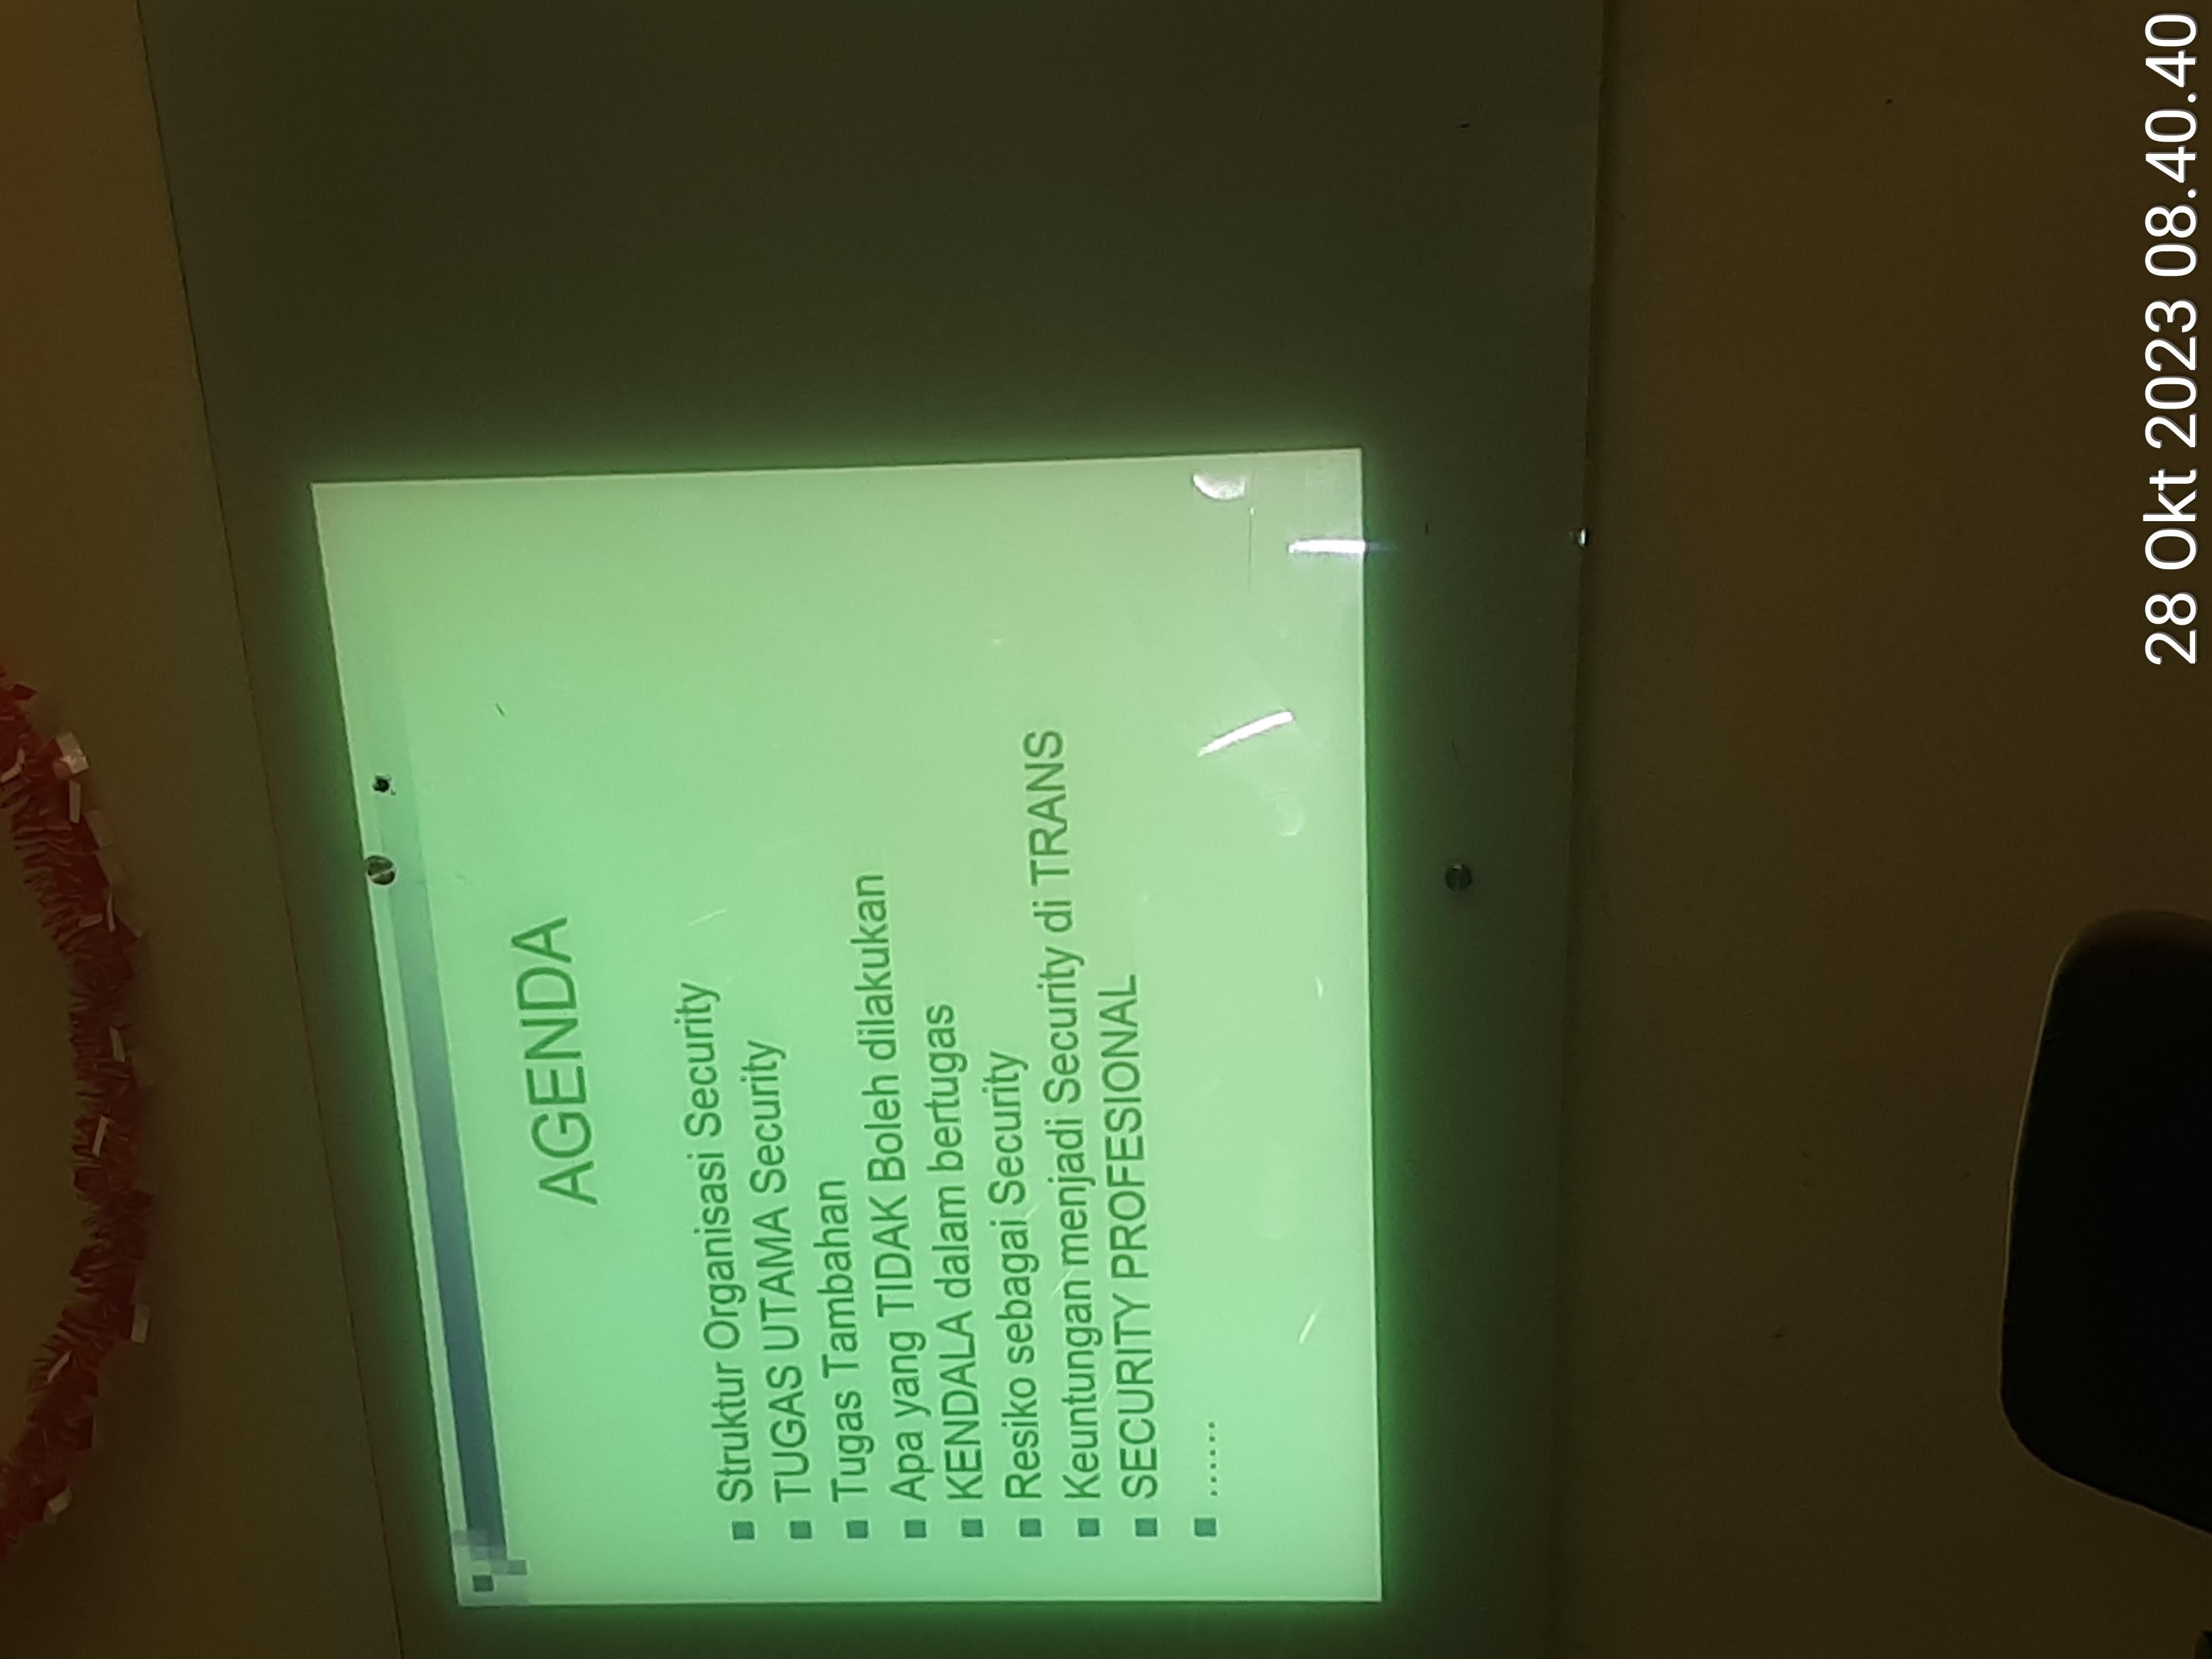 AGENDA
Struktur Organisasi Security
TUGAS UTAMA Security
Tugas Tambahan
Apa yang TIDAK Boleh dilakukan
KENDALA dalam bertugas
Resiko sebagai Security
Keuntungan menjadi Security di TRANS
SECURITY PROFESIONAL
......
28 Okt 2023 08.40.40